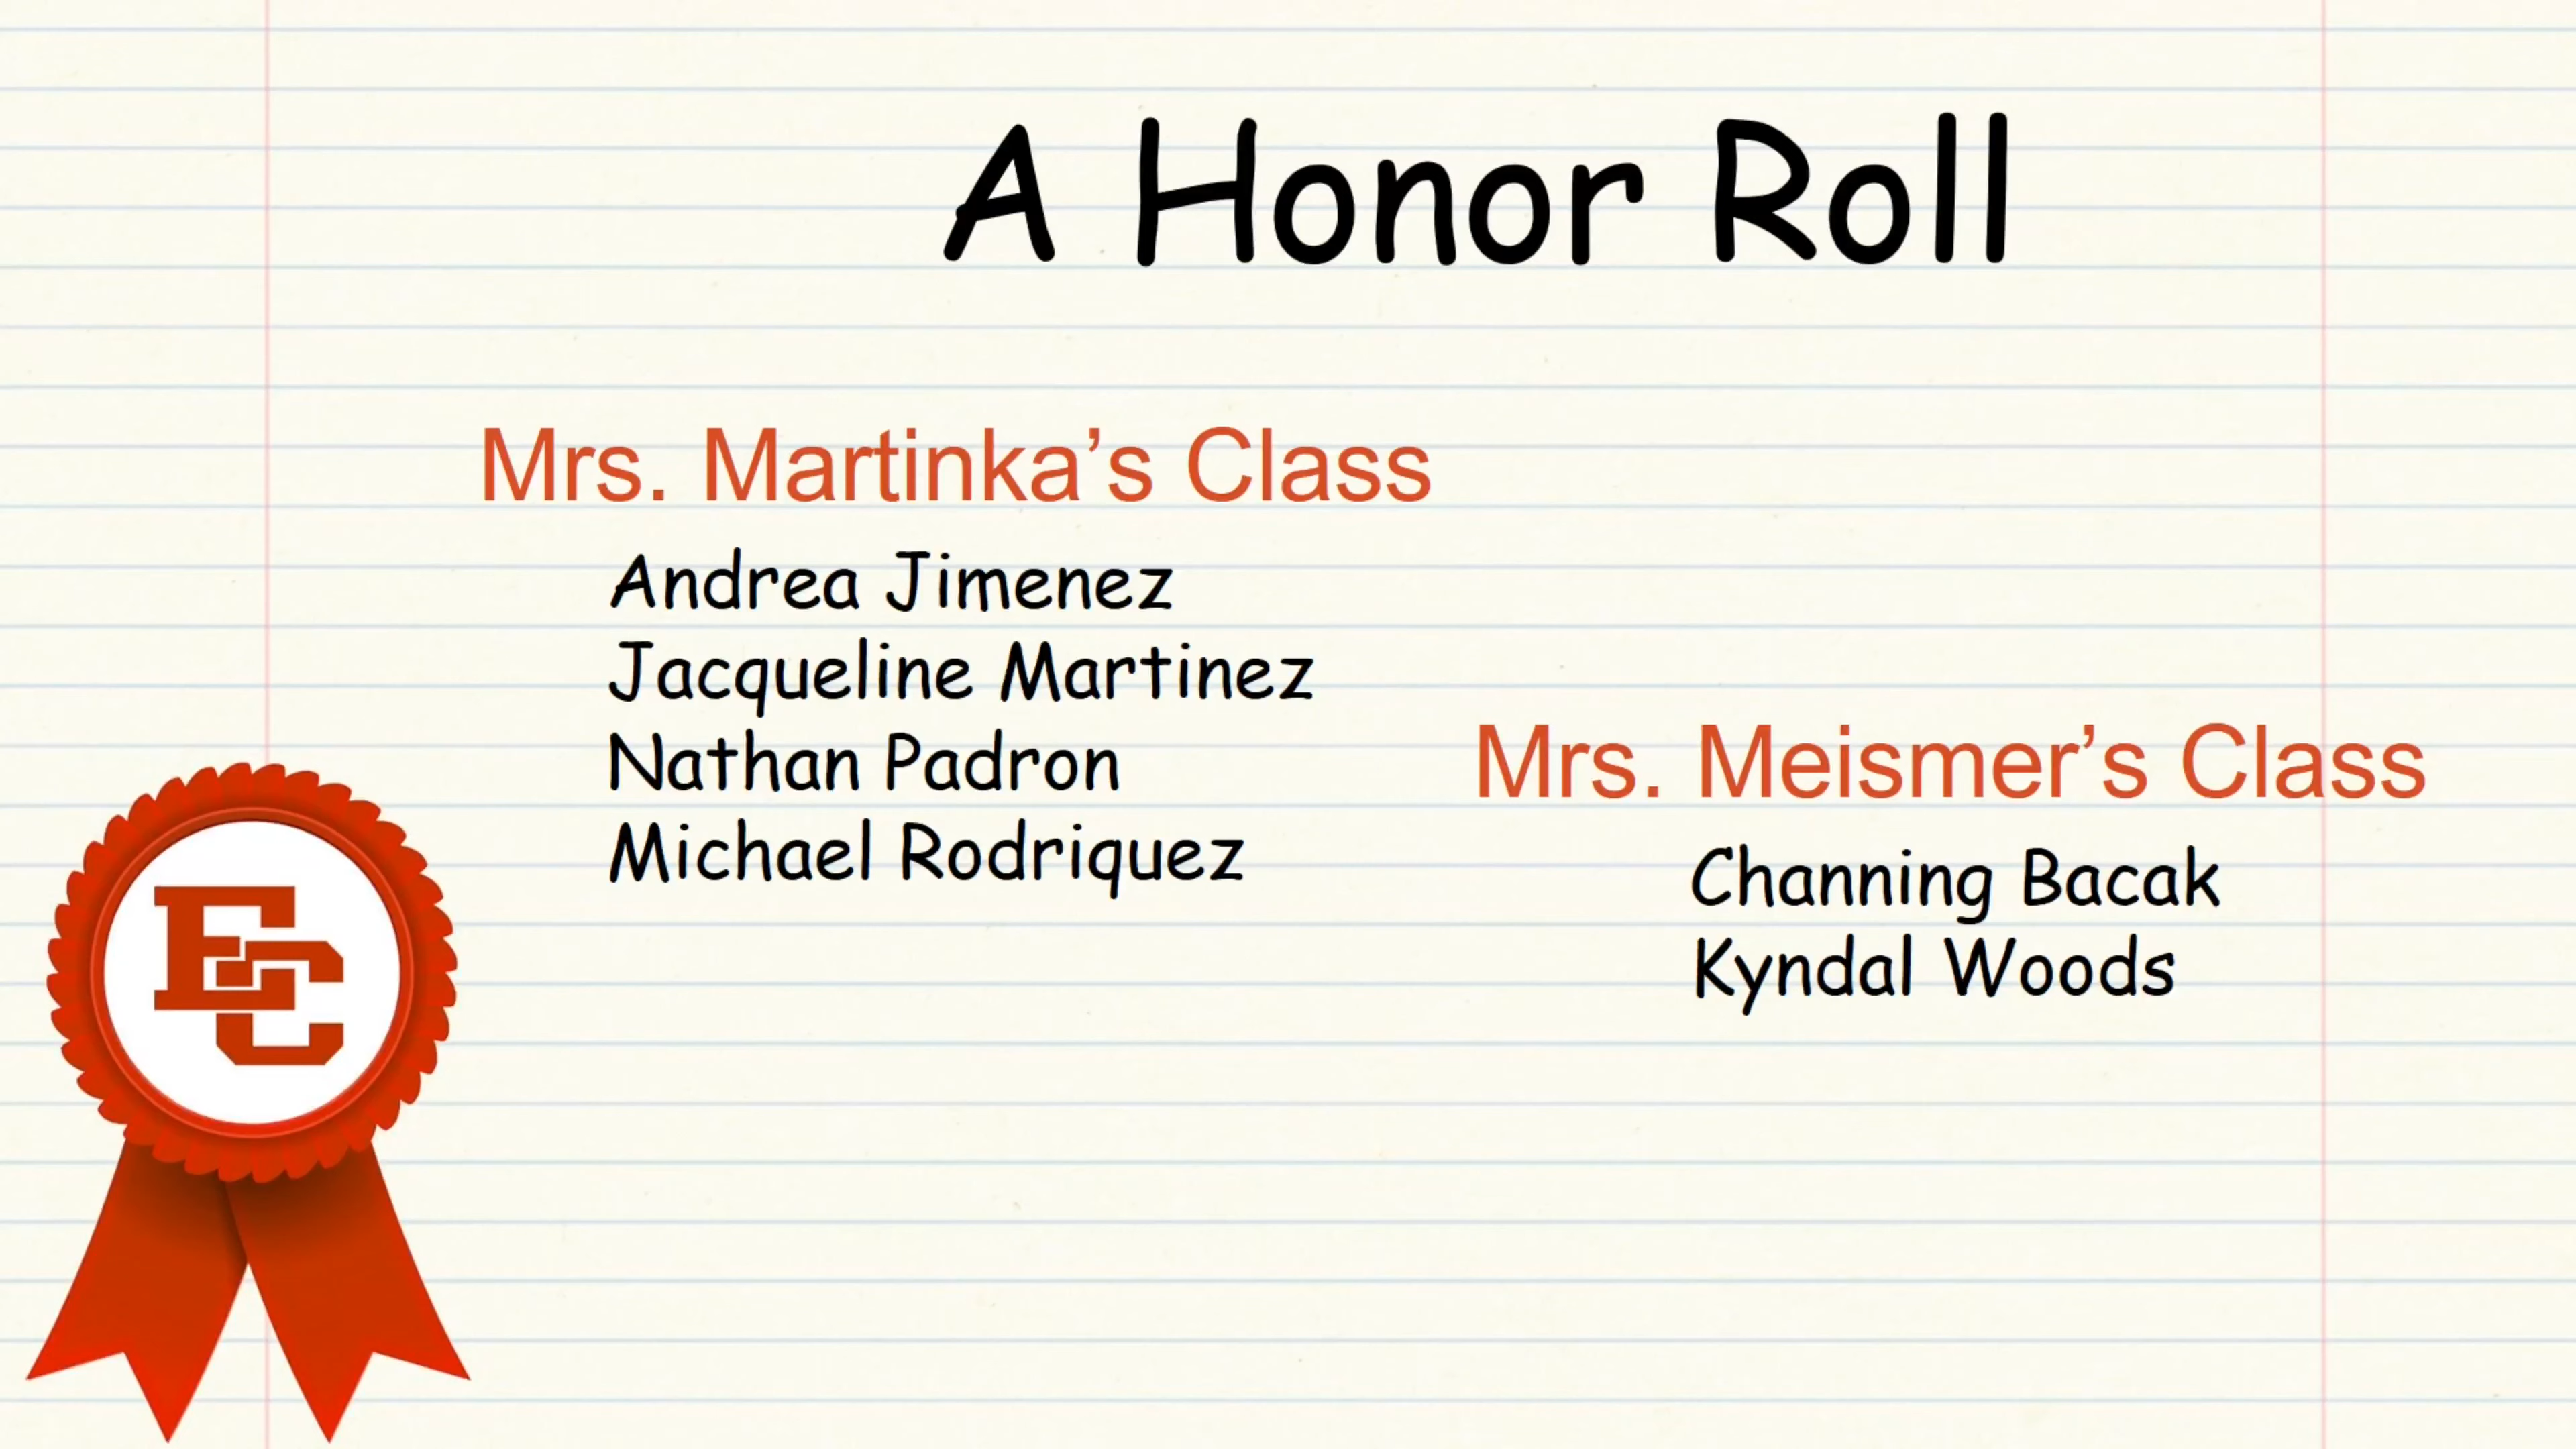 A Honor Roll
Mrs. Martinka’s Class
Andrea Jimenez
Jacqueline Martinez
Nathan Padron
Michael Rodriquez
Mrs. Meismer’s Class
Channing Bacak
Kyndal Woods
EC